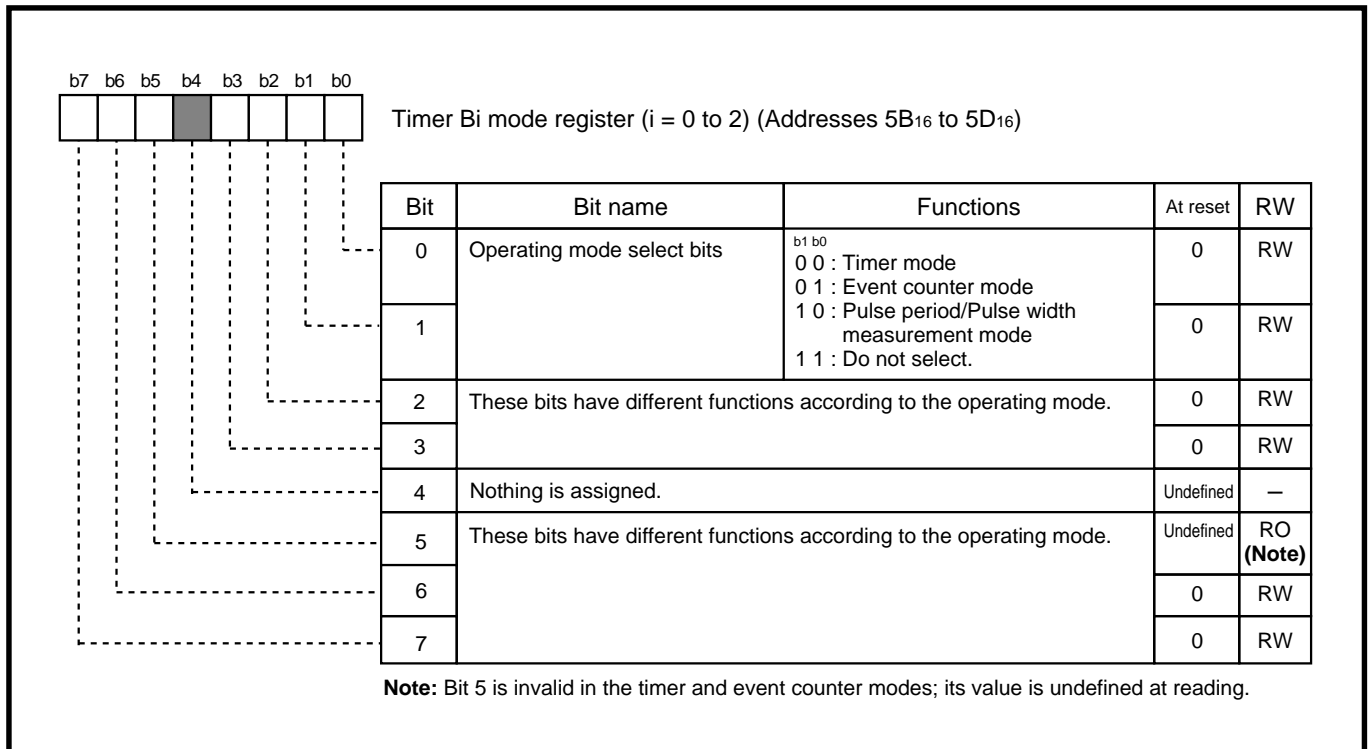 b7 b6 b5 b4 b3 b2 b1 b0
Timer Bi mode register (i = 0 to 2) (Addresses 5B16 to 5D16)
Bit Bit name Functions At reset RW
0 Operating mode select bits b1 b0 0 RW
0 0 : Timer mode
0 1 : Event counter mode
1 0 : Pulse period/Pulse width
1 measurement mode 0 RW
1 1 : Do not select.
2 These bits have different functions according to the operating mode. 0 RW
3 0 RW
4 Nothing is assigned. Undefined –
5 These bits have different functions according to the operating mode. Undefined RO
(Note)
6 0 RW
7 0 RW
Note: Bit 5 is invalid in the timer and event counter modes; its value is undefined at reading.